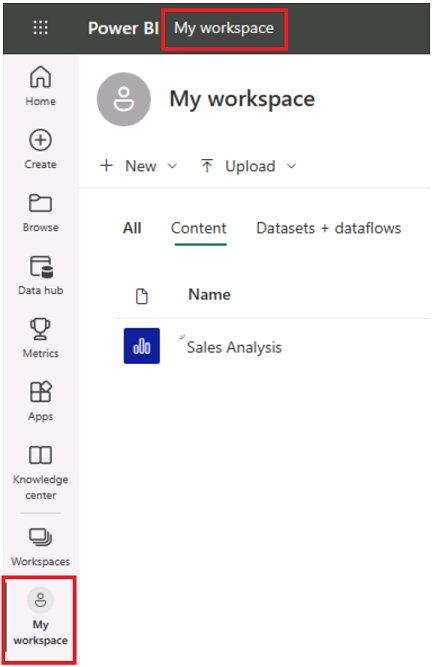 Power BI My workspace
Home
Create
Browse
Data hub
Metrics
Apps
Knowledge
center
Workspaces
My
workspace
My workspace
New
Upload
All Content Datasets + dataflows
Name
Sales Analysis